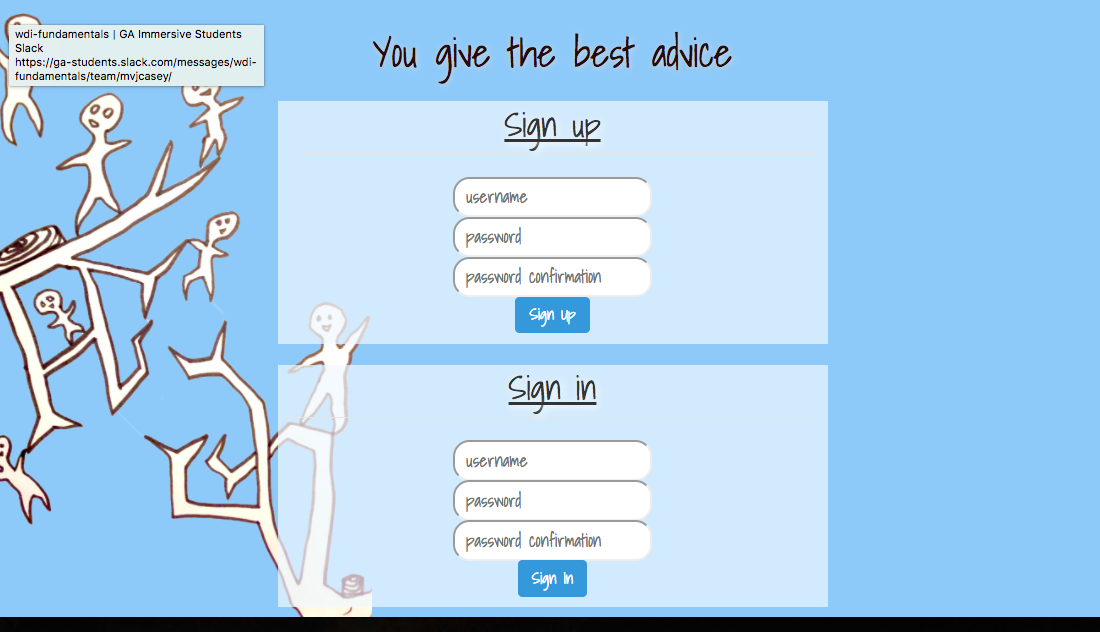 wdi-fundamentals | GA Immersive Students
Slack
https://ga-students.slack.com/messages/wdi-
fundamentals/team/mvjcasey/
You give the best advice
Sign up
username
password
password confirmation
Sign up
Sign in
username
password
password confirmation
Sign in